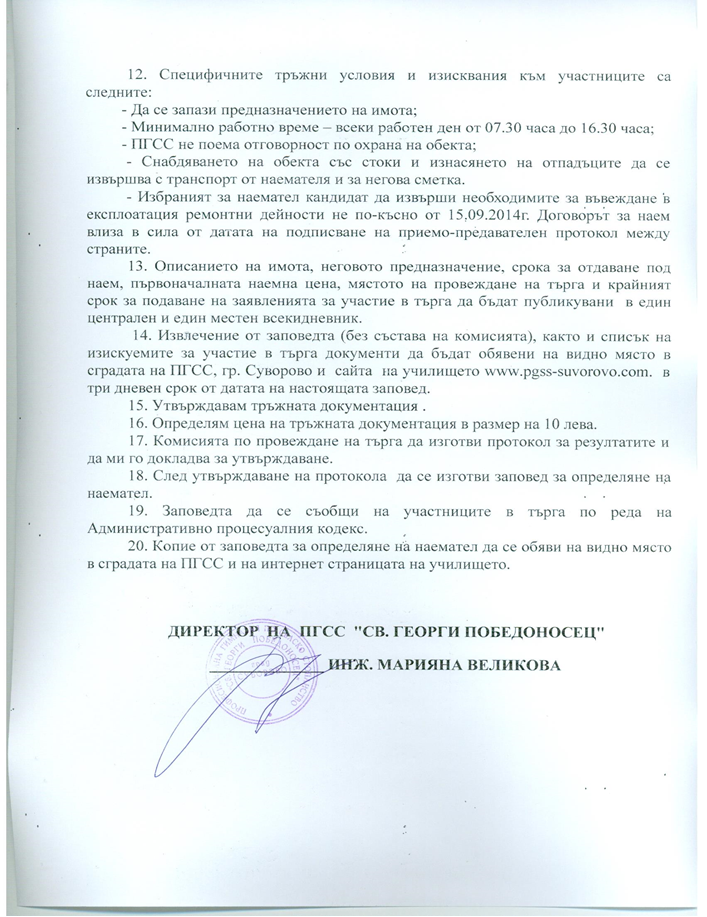 12. Специфичните тръжни условия и изисквания към участниците са
следните:
- Да се запази предназначението на имота;
- Минимално работно време – всеки работен ден от 07.30 часа до 16.30 часа;
- ПГСС не поема отговорност по охрана на обекта;
- Снабдяването на обекта със стоки и изнасянето на отпадъците да се
извършва с транспорт от наемателя и за негова сметка.
- Избраният за наемател кандидат да извърши необходимите за въвеждане в
експлоатация ремонтни дейности не по-късно от 15.09.2014г. Договорът за наем
влиза в сила от датата на подписване на приемо-предавателен протокол между
страните.
13. Описанието на имота, неговото предназначение, срока за отдаване под
наем, първоначалната наемна цена, мястото на провеждане на търга и крайният
срок за подаване на заявленията за участие в търга да бъдат публикувани в един
централен и един местен всекидневник.
14. Извлечение от заповедта (без състава на комисията), както и списък на
изискуемите за участие в търга документи да бъдат обявени на видно място в
сградата на ПГСС, гр. Суворово и сайта на училището www.pgss-suvorovo.com. в
три дневен срок от датата на настоящата заповед.
15. Утвърждавам тръжната документация .
16. Определям цена на тръжната документация в размер на 10 лева.
17. Комисията по провеждане на търга да изготви протокол за резултатите и
да ми го докладва за утвърждаване.
18. След утвърждаване на протокола да се изготви заповед за определяне на
наемател.
19. Заповедта да се съобщи на участниците в търга по реда на
Административно процесуалния кодекс.
20. Копие от заповедта за определяне на наемател да се обяви на видно място
в сградата на ПГСС и на интернет страницата на училището.
ДИРЕКТОР НА ПГСС "СВ. ГЕОРГИ ПОБЕДОНОСЕЦ"
ИНЖ. МАРИЯНА ВЕЛИКОВА